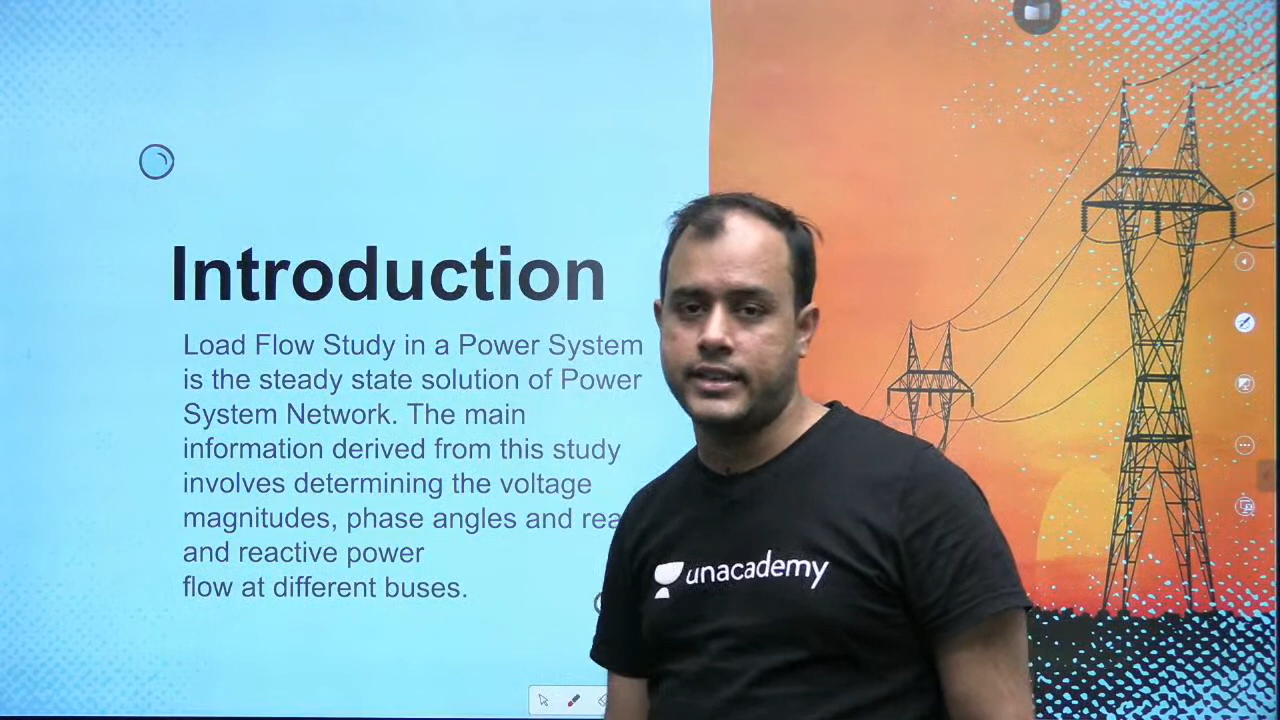 Introduction
Load Flow Study in a Power System
is the steady state solution of Power
System Network. The main
information derived from this study
involves determining the voltage
magnitudes, phase angles and rea
and reactive power
flow at different buses.
unacademy